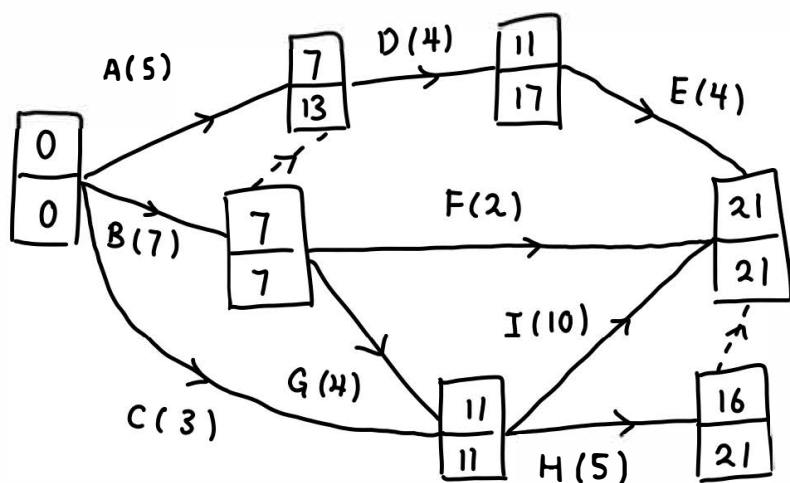 A(5)
7
13
D(4)
11
17
E(4)
0
0
B(7)
7
7
F(2)
21
21
C(3)
G(4)
11
11
I(10)
H(5)
16
21